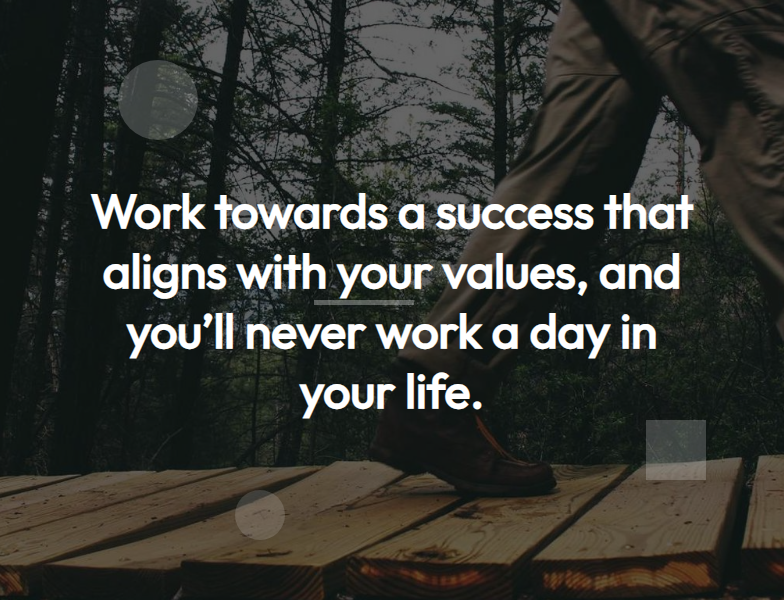 Work towards a success that
aligns with your values, and
you’ll never work a day in
your life.